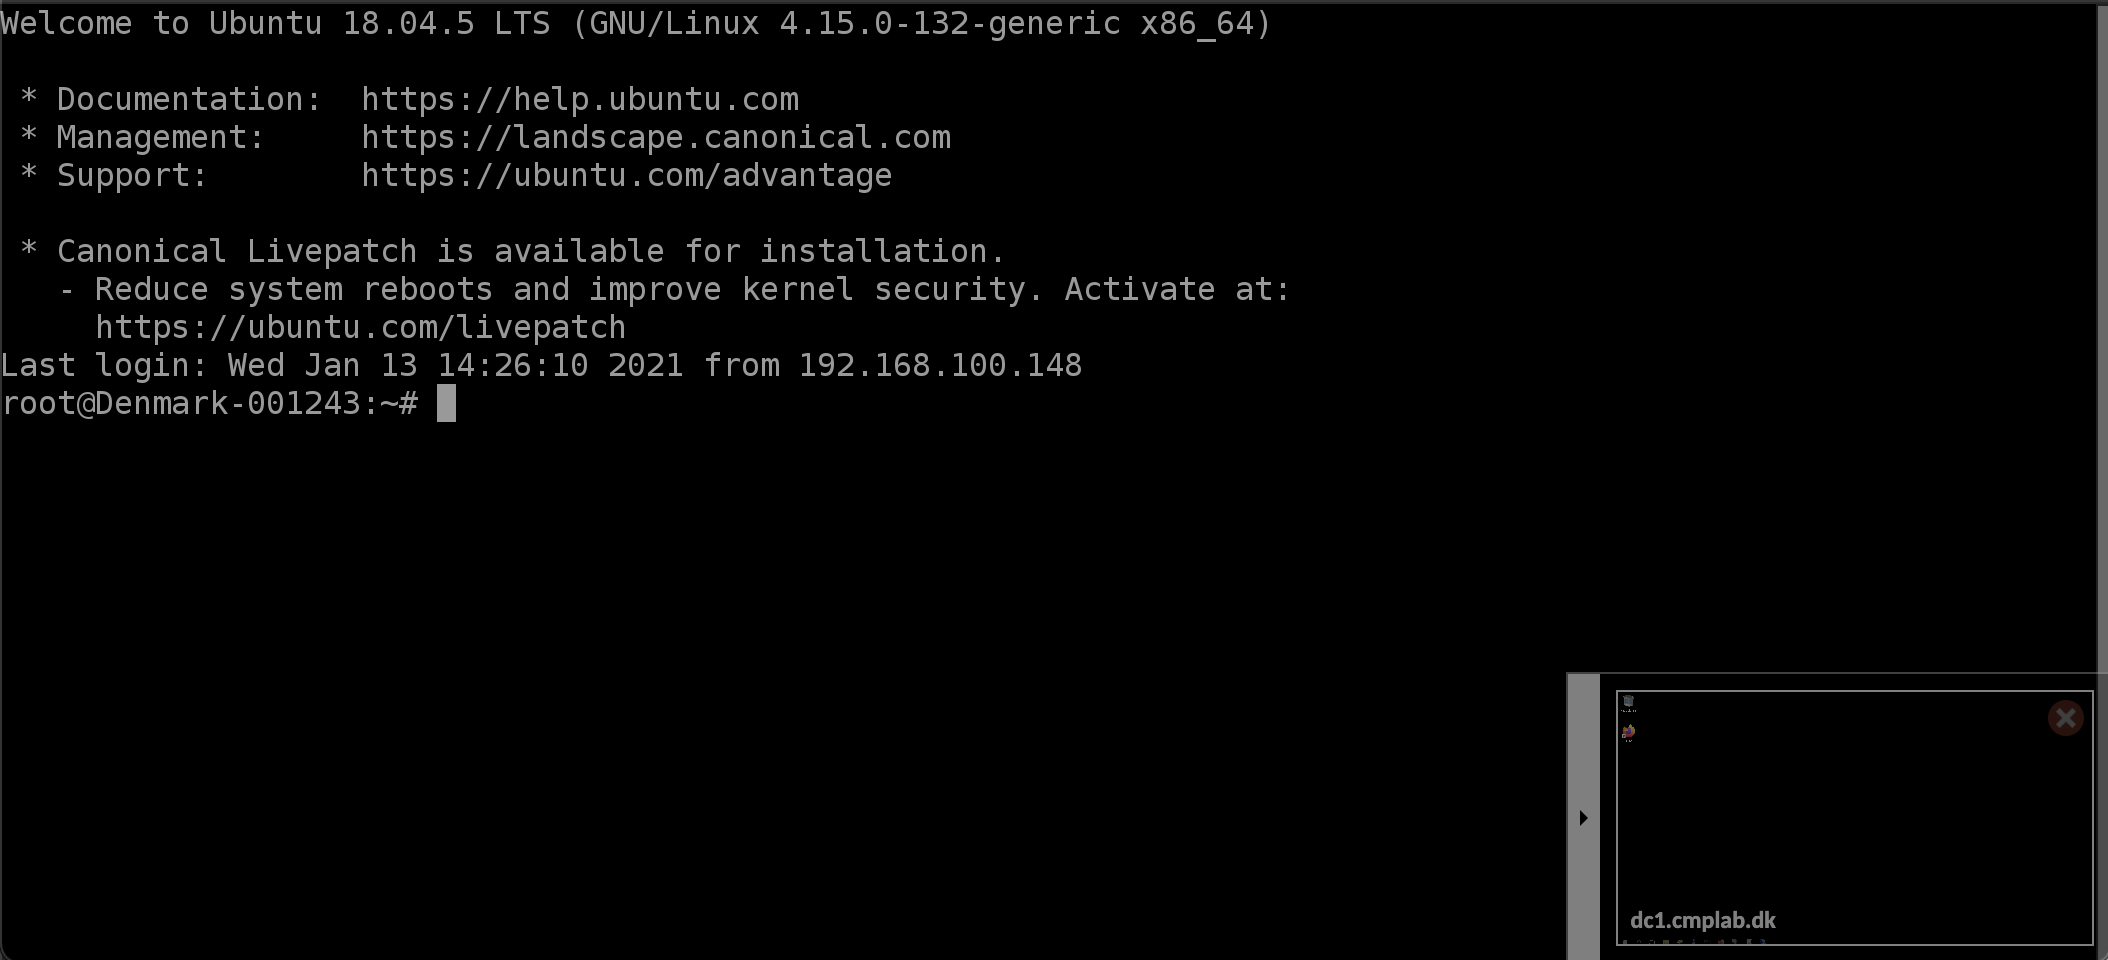 Welcome to Ubuntu 18.04.5 LTS (GNU/Linux 4.15.0-132-generic x86_64)
* Documentation:  https://help.ubuntu.com
* Management:     https://landscape.canonical.com
* Support:        https://ubuntu.com/advantage
* Canonical Livepatch is available for installation.
- Reduce system reboots and improve kernel security. Activate at:
https://ubuntu.com/livepatch
Last login: Wed Jan 13 14:26:10 2021 from 192.168.100.148
root@Denmark-001243:~#
dc1.cmplab.dk